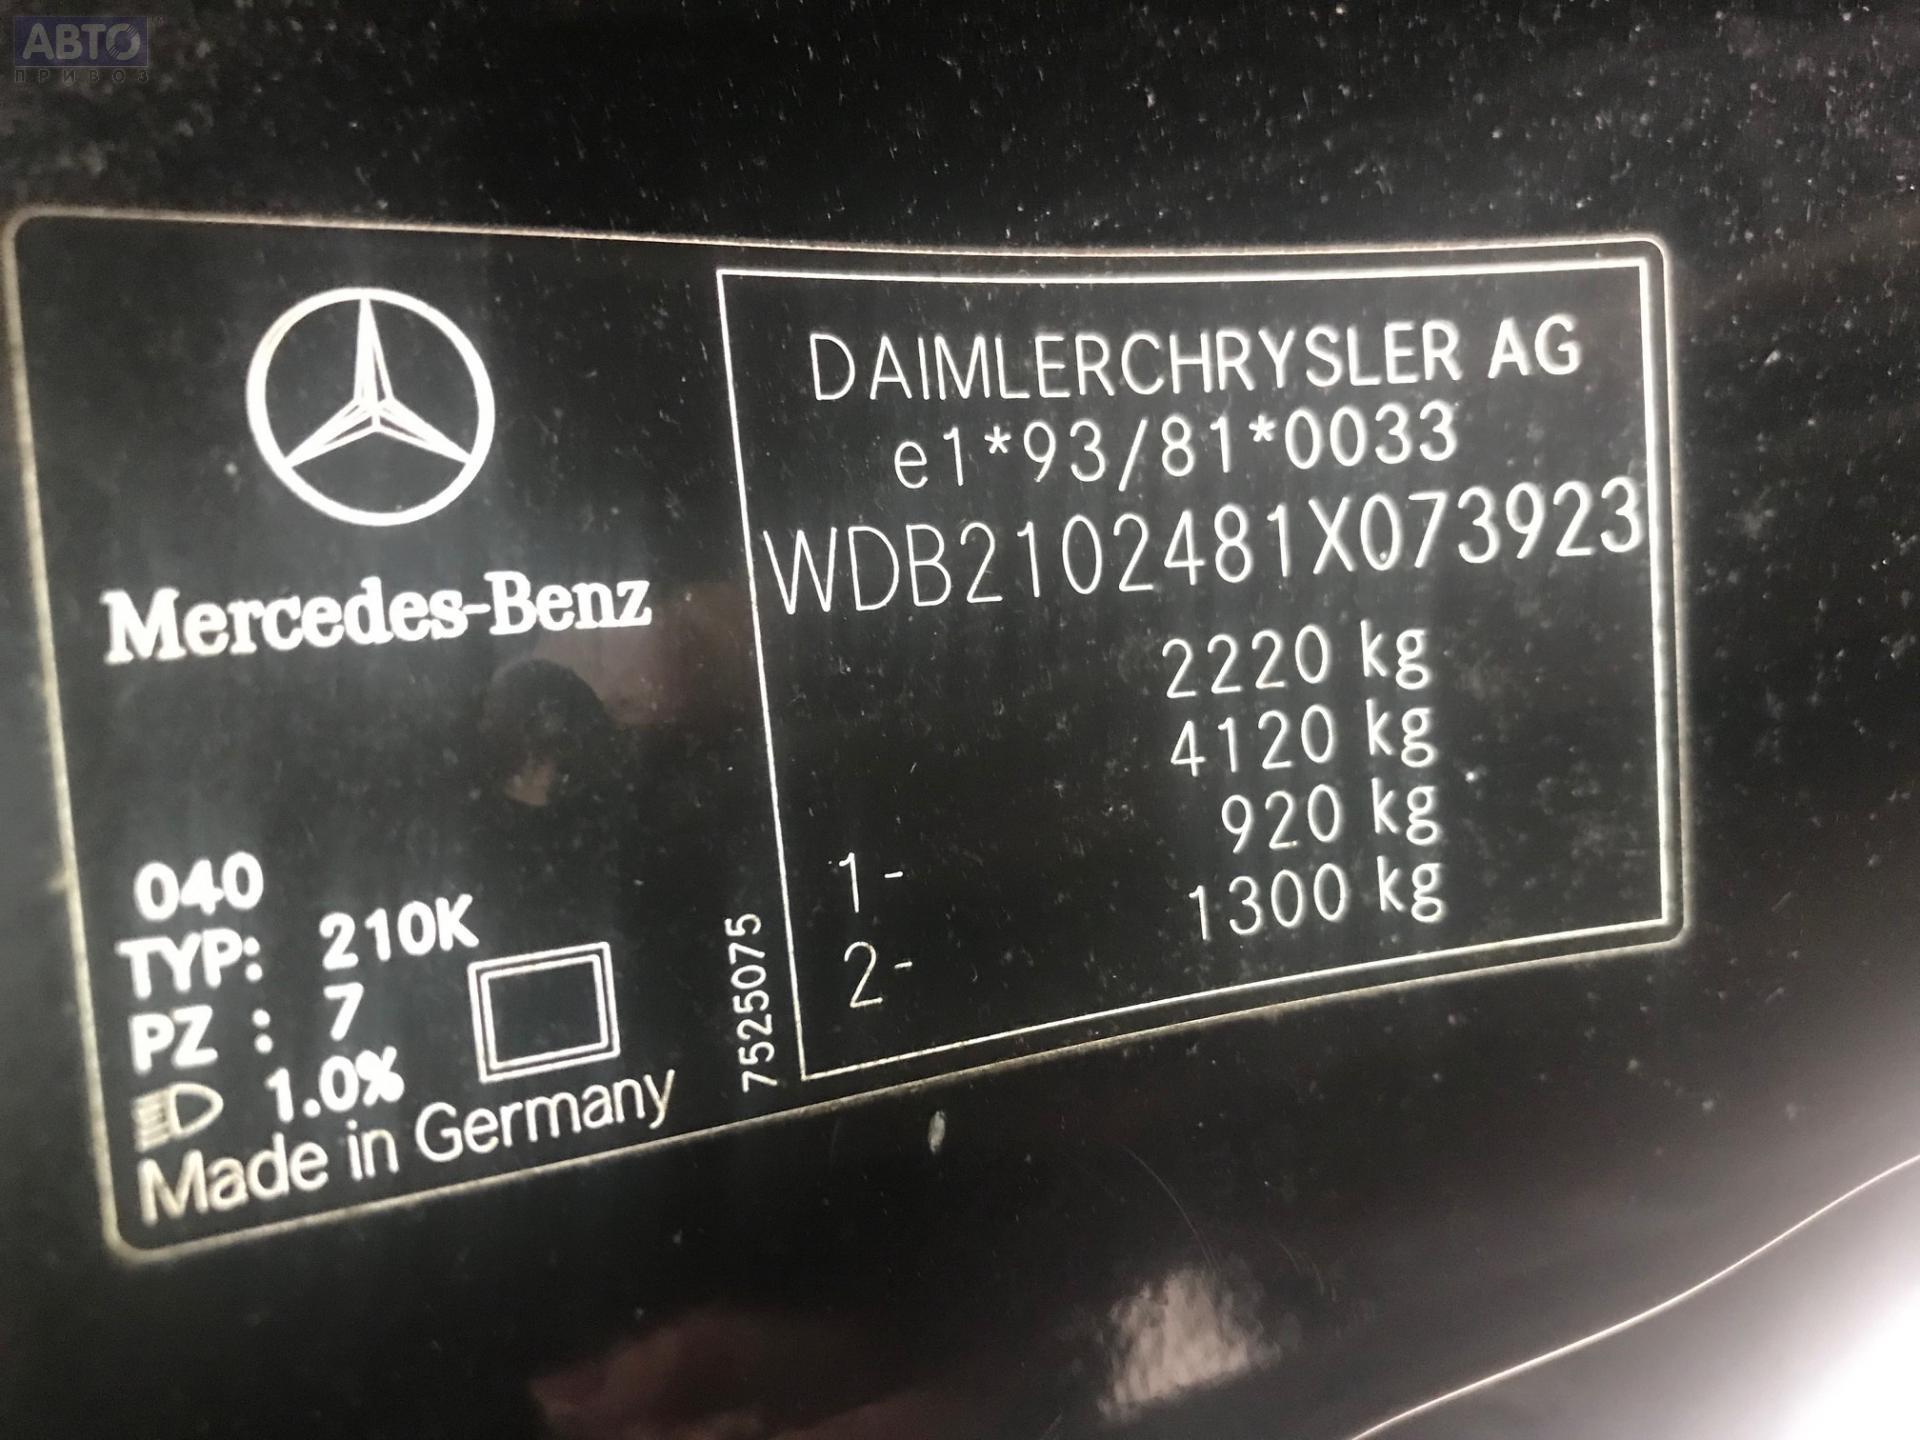 АВТО
ПРИВОЗ
Mercedes-Benz
040
TYP: 210K
PZ : 7
1.0%
Made in Germany
7525075
DAIMLERCHRYSLER AG
e1*93/81*0033
WDB2102481X073923
2220 kg
4120 kg
1- 920 kg
2- 1300 kg